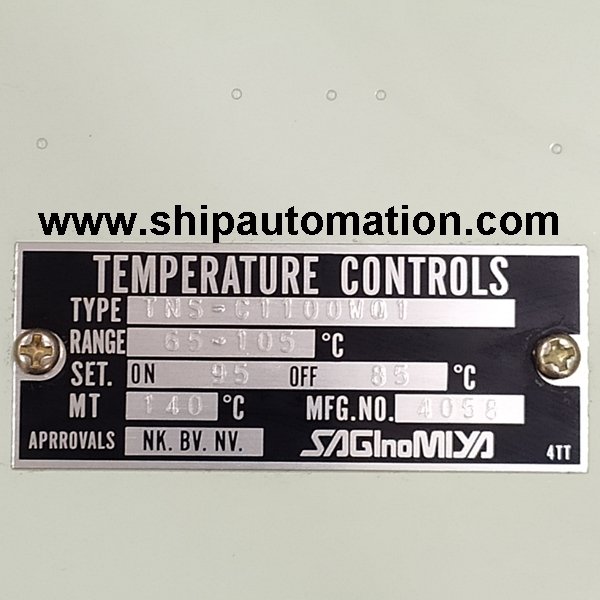 www.shipautomation.com
TEMPERATURE CONTROLS
TYPE TNS-C1100WQ1
RANGE 65~105 °C
SET. ON 95 OFF 85 °C
MT 140 °C MFG.NO. 4058
APRROVALS NK. BV. NV. SAGInoMIYA 4TT